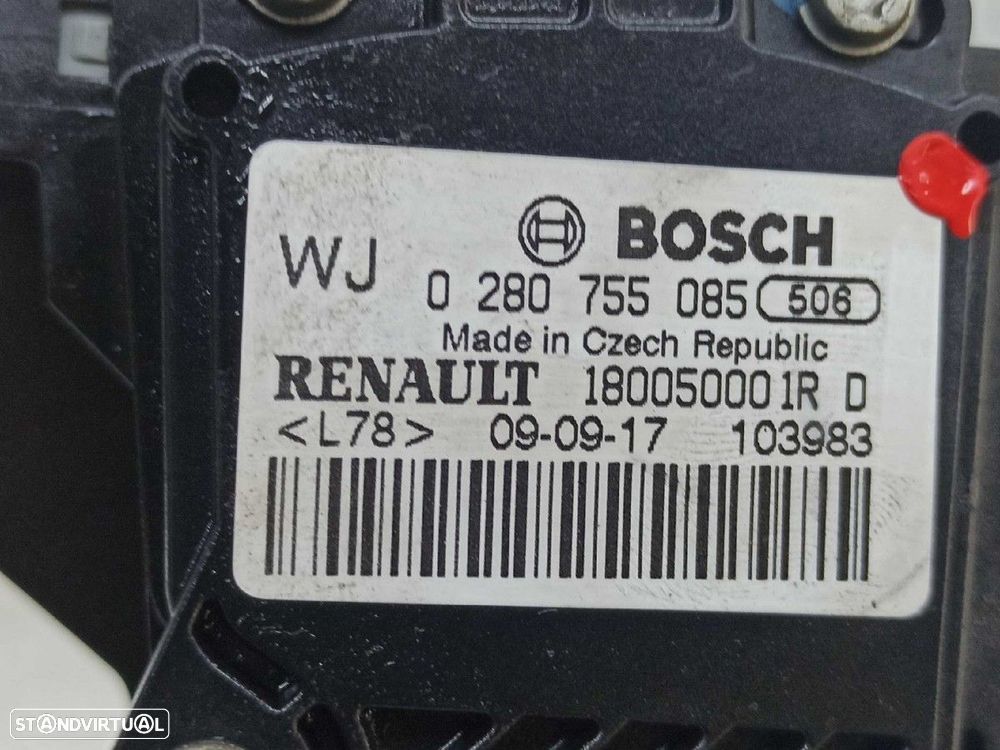 BOSCH
WJ 0 280 755 085 506
Made in Czech Republic
RENAULT 180050001R D
<L78> 09-09-17 103983
STANDVIRTUAL